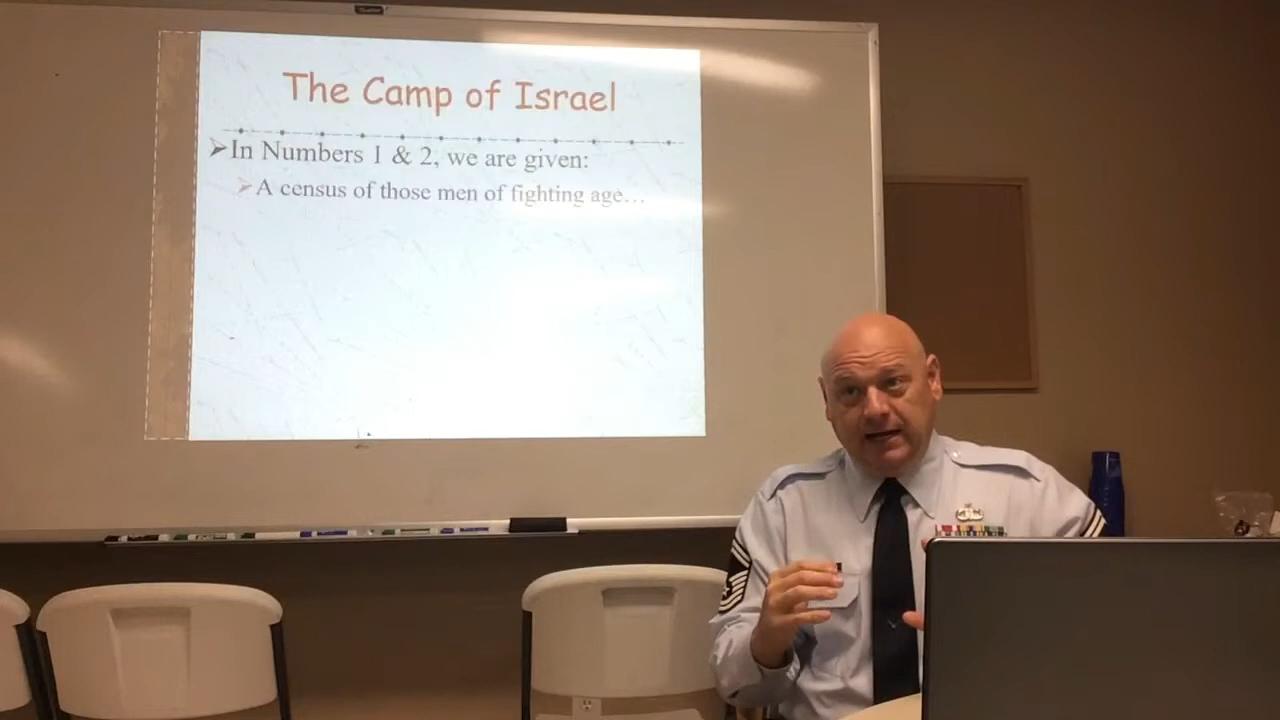 The Camp of Israel
In Numbers 1 & 2, we are given:
A census of those men of fighting age…